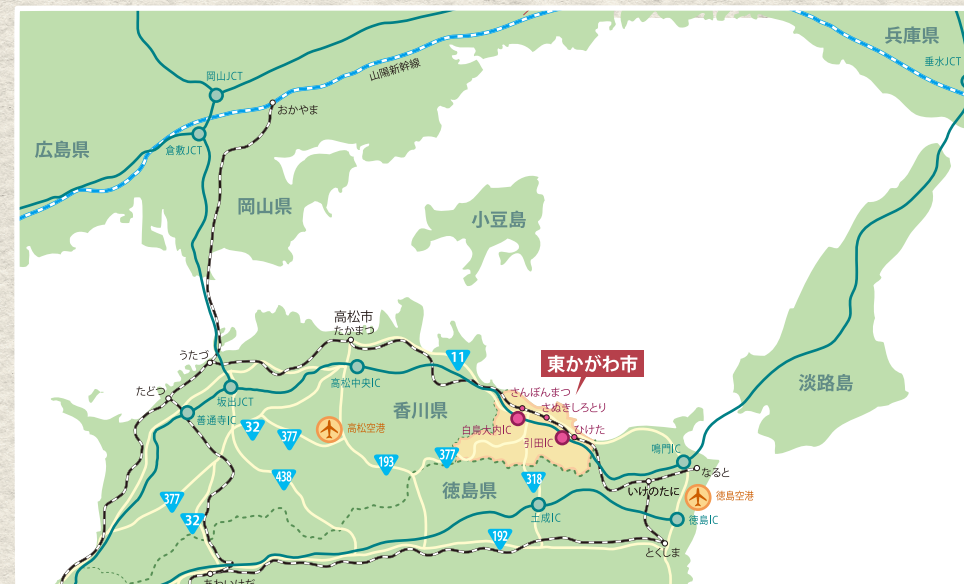 兵庫県
垂水JCT
山陽新幹線
岡山JCT
おかやま
広島県
倉敷JCT
岡山県
小豆島
高松市
たかまつ
うたづ
11
東かがわ市
たどつ
高松中央IC
淡路島
坂出JCT
さんぼんまつ
さぬきしろとり
善通寺IC
香川県
32
377
高松空港
白鳥大内IC
引田IC
ひけた
193
377
鳴門IC
なると
438
徳島県
318
いけのたに
徳島空港
377
32
土成IC
徳島IC
192
とくしま
あわいけだ